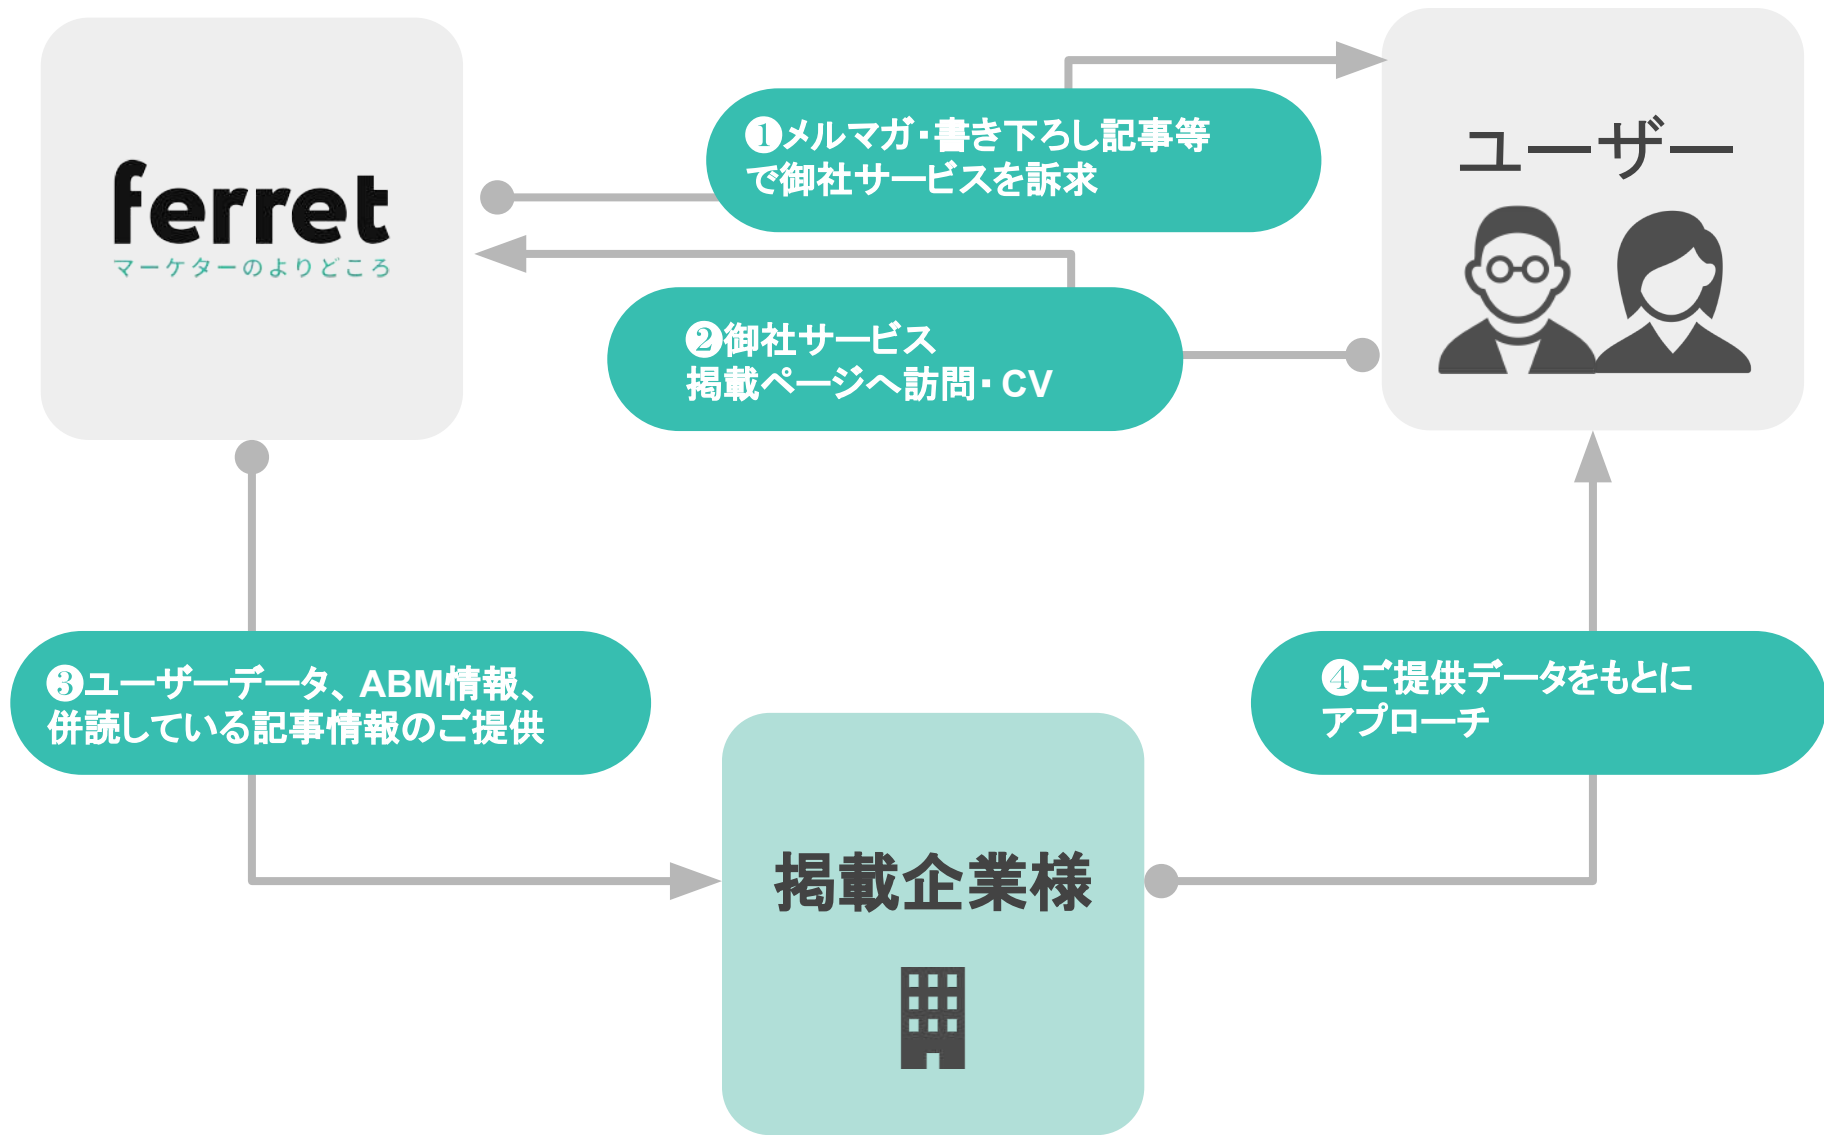 ferret
マーケターのよりどころ
❶メルマガ・書き下ろし記事等
で御社サービスを訴求
ユーザー
❷御社サービス
掲載ページへ訪問・CV
❸ユーザーデータ、ABM情報、
併読している記事情報のご提供
❹ご提供データをもとに
アプローチ
掲載企業様